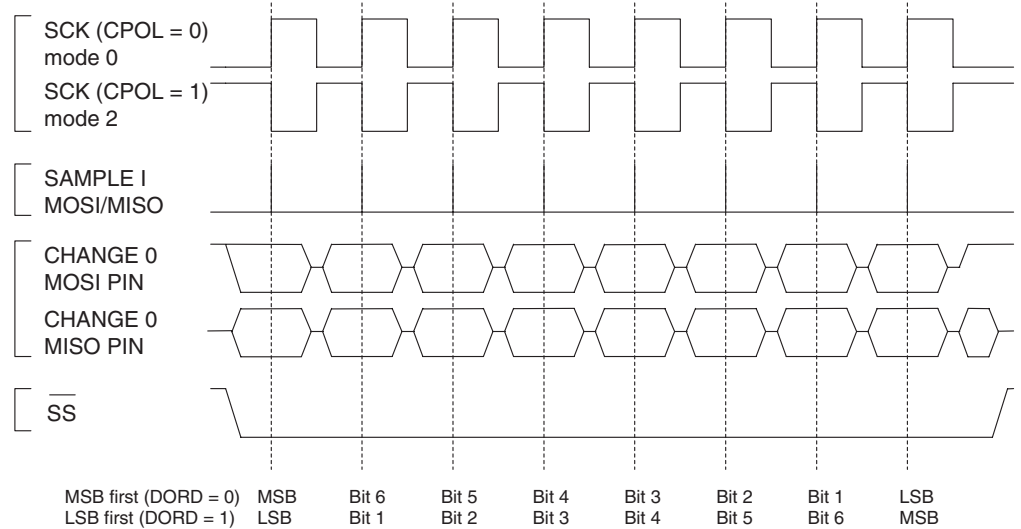 SCK (CPOL = 0)
mode 0
SCK (CPOL = 1)
mode 2
SAMPLE I
MOSI/MISO
CHANGE 0
MOSI PIN
CHANGE 0
MISO PIN
SS
MSB first (DORD = 0) MSB Bit 6 Bit 5 Bit 4 Bit 3 Bit 2 Bit 1 LSB
LSB first (DORD = 1) LSB Bit 1 Bit 2 Bit 3 Bit 4 Bit 5 Bit 6 MSB